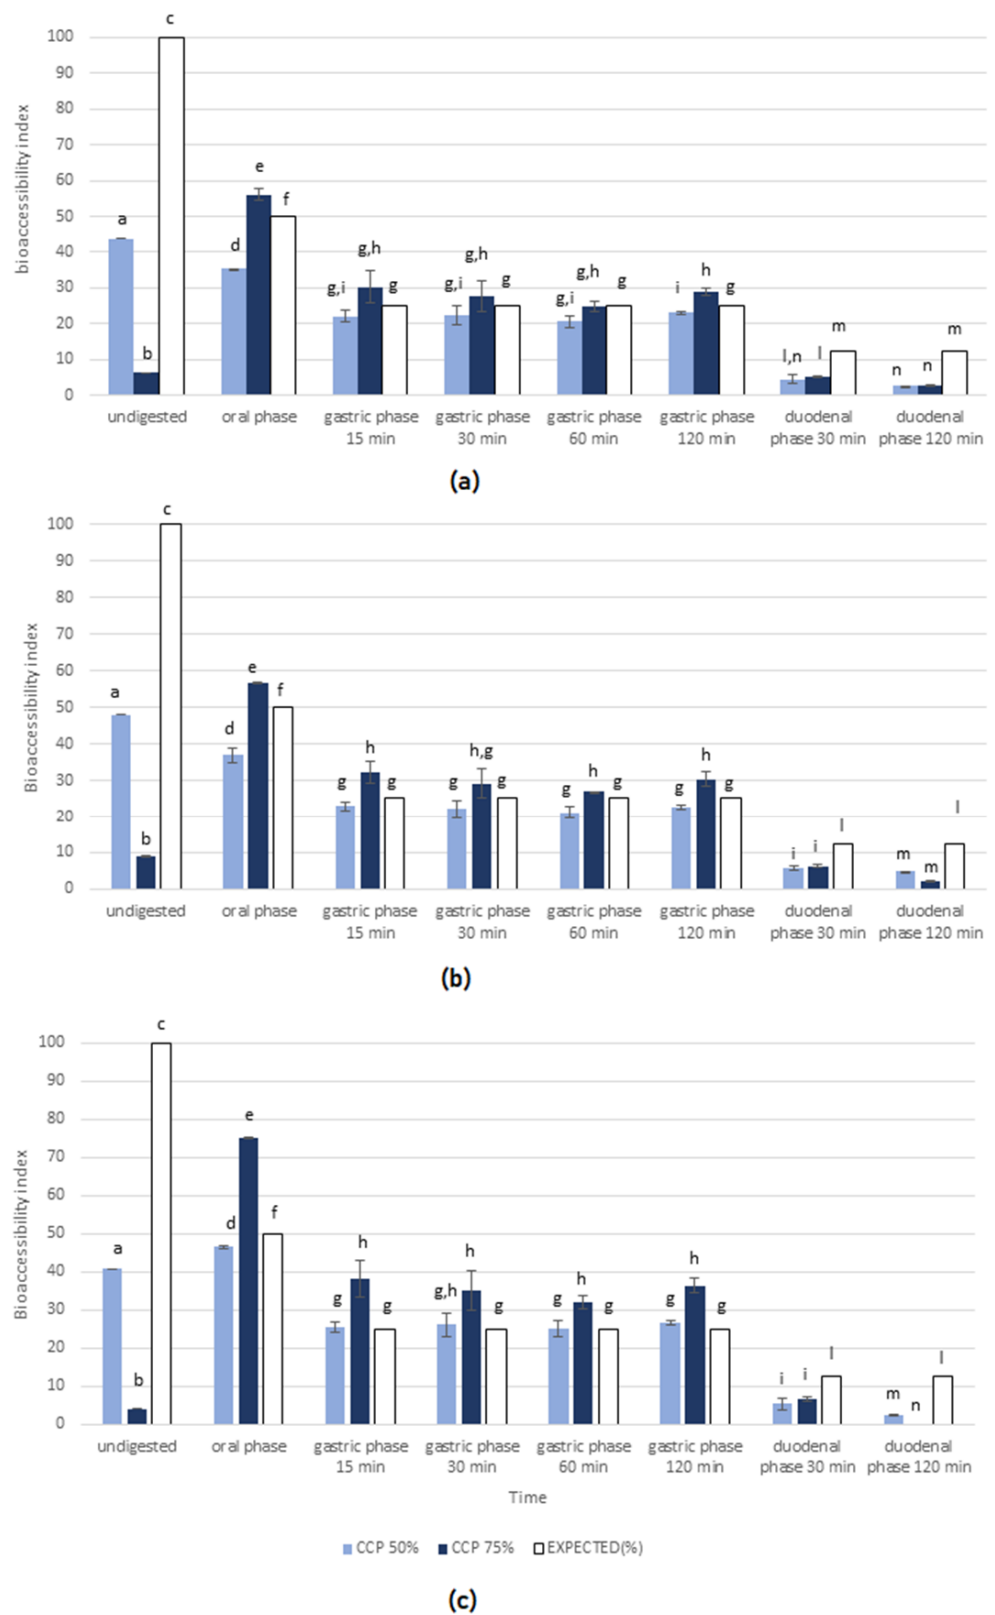 c
100
90
80
70
60
50
40
30
20
10
0
bioaccessibility index
a
b
d
e
f
g,i
g,h
g
g,i
g,h
g
g,i
g,h
g
i
h
g
l,n
l
m
n
n
m
undigested
oral phase
gastric phase
15 min
gastric phase
30 min
gastric phase
60 min
gastric phase
120 min
duodenal
phase 30 min
duodenal
phase 120 min
(a)
c
100
90
80
70
60
50
40
30
20
10
0
Bioaccessibility index
a
b
d
e
f
g
h
g
g
h,g
g
g
h
g
g
h
g
i
i
l
m
m
l
undigested
oral phase
gastric phase
15 min
gastric phase
30 min
gastric phase
60 min
gastric phase
120 min
duodenal
phase 30 min
duodenal
phase 120 min
(b)
c
100
90
80
70
60
50
40
30
20
10
0
Bioaccessibility index
a
b
d
e
f
g
h
g
g,h
h
g
g
h
g
g
h
g
i
i
l
m
n
l
undigested
oral phase
gastric phase
15 min
gastric phase
30 min
gastric phase
60 min
gastric phase
120 min
duodenal
phase 30 min
duodenal
phase 120 min
Time
CCP 50% CCP 75% EXPECTED(%)
(c)